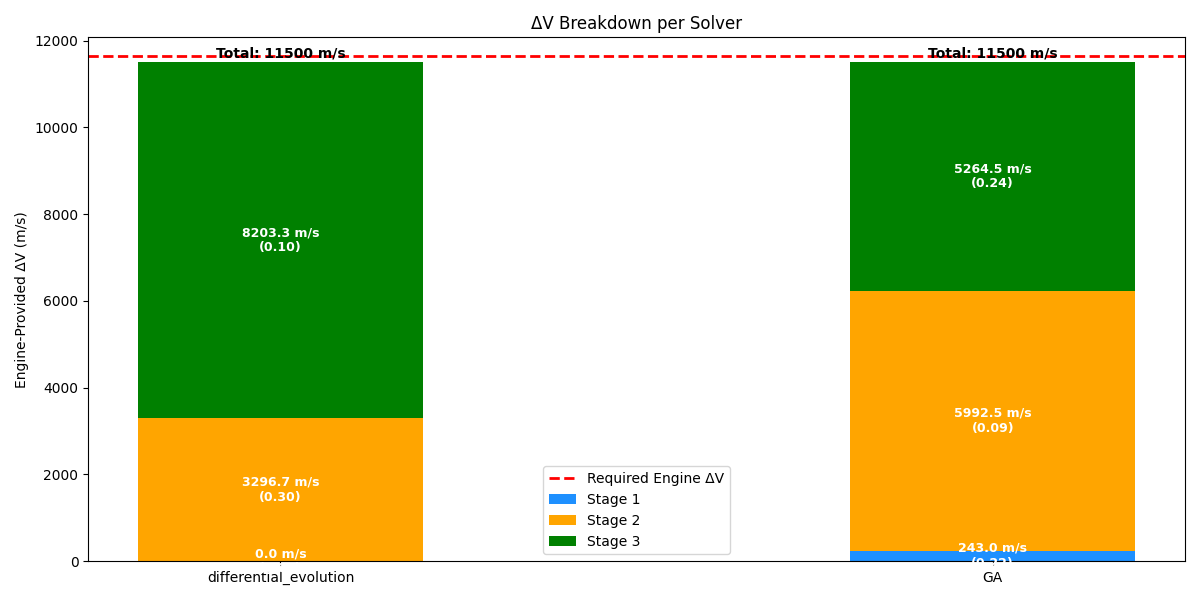 ΔV Breakdown per Solver
Engine-Provided ΔV (m/s)
12000
10000
8000
6000
4000
2000
0
Total: 11500 m/s
8203.3 m/s
(0.10)
3296.7 m/s
(0.30)
0.0 m/s
differential_evolution
Total: 11500 m/s
5264.5 m/s
(0.24)
5992.5 m/s
(0.09)
243.0 m/s
GA
Required Engine ΔV
Stage 1
Stage 2
Stage 3